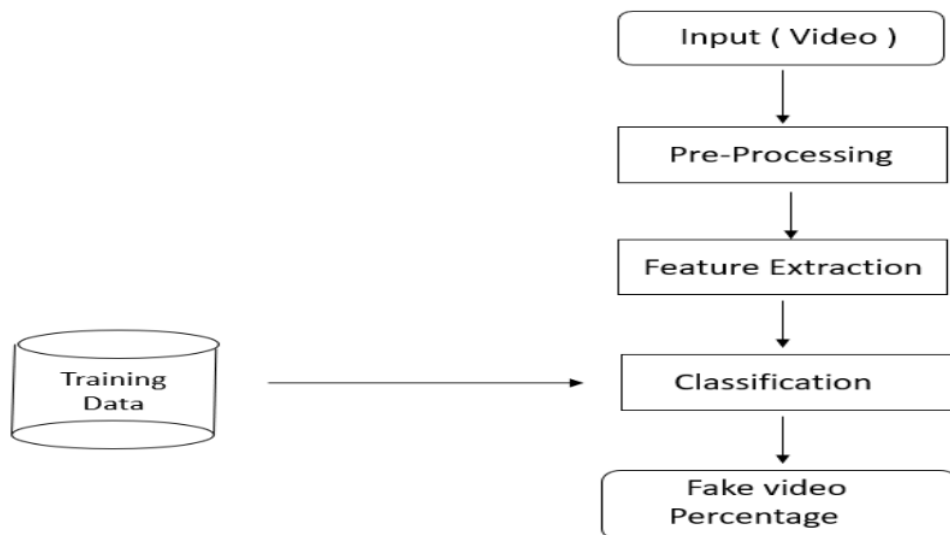 Input ( Video )
Pre-Processing
Feature Extraction
Training
Data
Classification
Fake video
Percentage